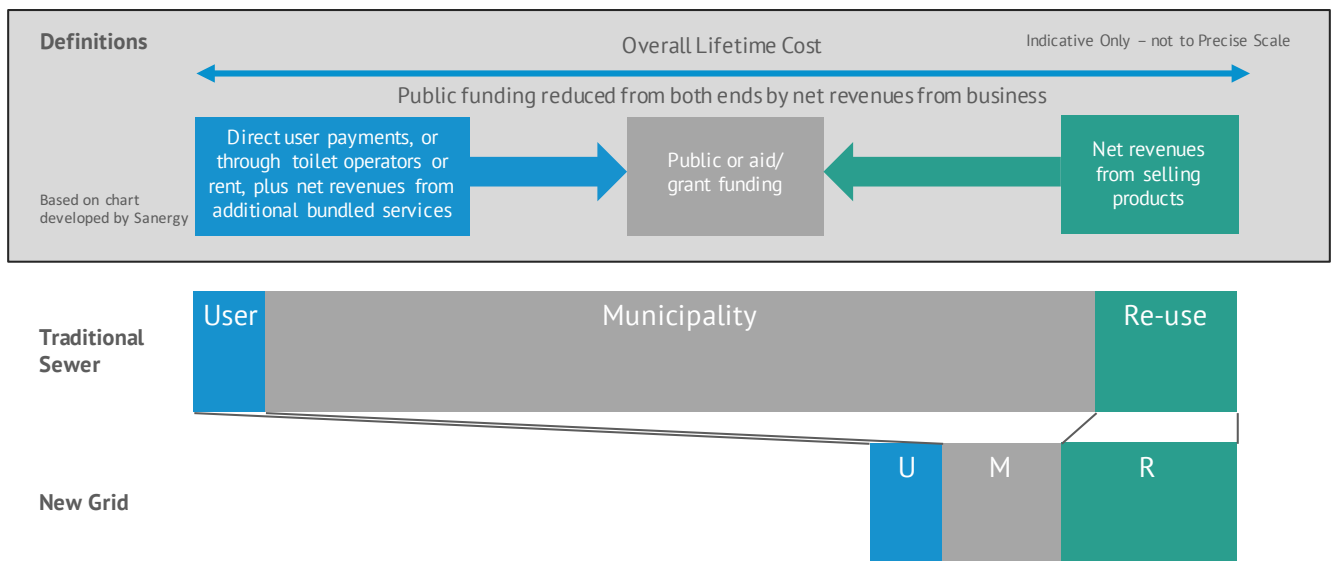 Definitions
Overall Lifetime Cost
Indicative Only – not to Precise Scale
Public funding reduced from both ends by net revenues from business
Direct user payments, or
through toilet operators or
rent, plus net revenues from
additional bundled services
Public or aid/
grant funding
Net revenues
from selling
products
Based on chart
developed by Sanergy
Traditional
Sewer
User
Municipality
Re-use
New Grid
U
M
R